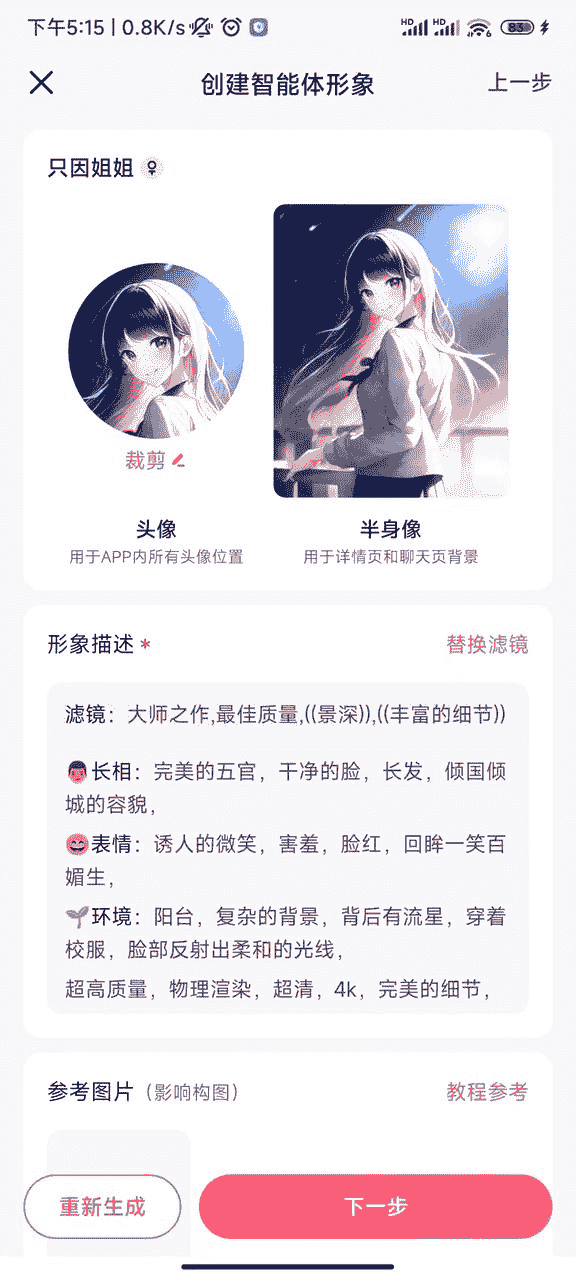 下午5:15 | 0.8K/s
HD HD 83
创建智能体形象 上一步
只因姐姐
裁剪
头像 半身像
用于APP内所有头像位置 用于详情页和聊天页背景
形象描述 * 替换滤镜
滤镜：大师之作,最佳质量,((景深)),((丰富的细节))
长相：完美的五官，干净的脸，长发，倾国倾
城的容貌，
表情：诱人的微笑，害羞，脸红，回眸一笑百
媚生，
环境：阳台，复杂的背景，背后有流星，穿着
校服，脸部反射出柔和的光线，
超高质量，物理渲染，超清，4k，完美的细节，
参考图片（影响构图） 教程参考
重新生成 下一步